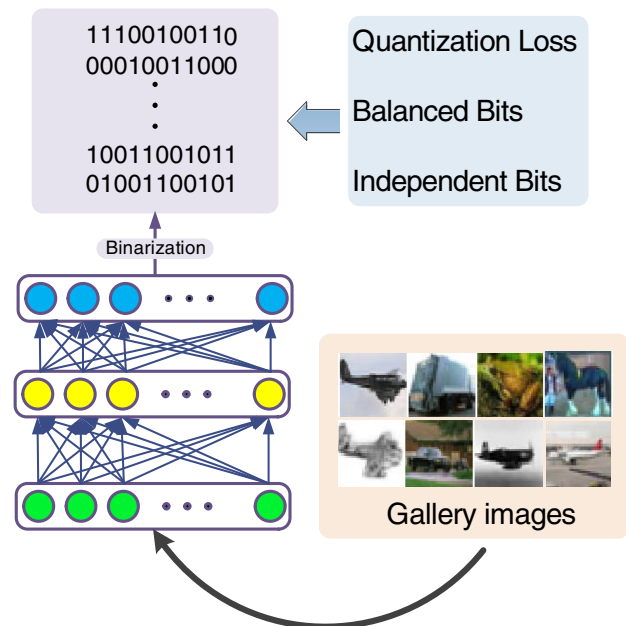 11100100110
00010011000
10011001011
01001100101
Quantization Loss
Balanced Bits
Independent Bits
Binarization
Gallery images